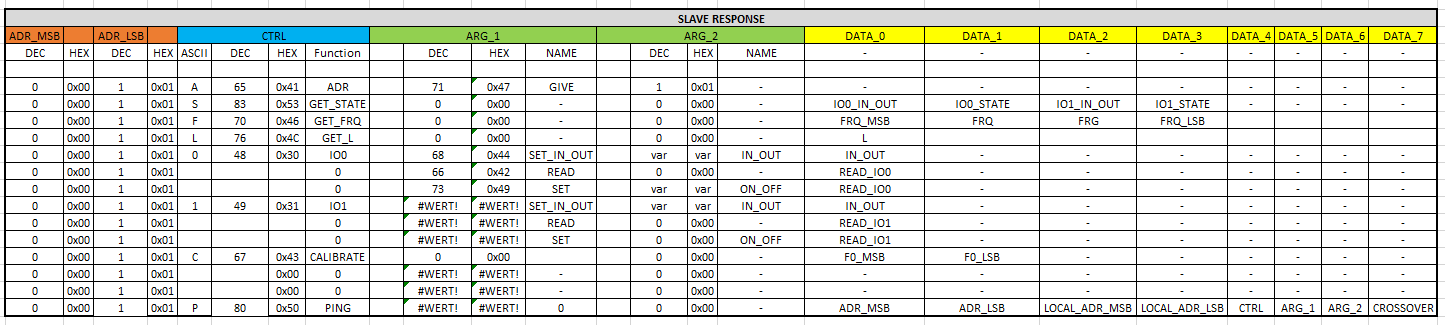 SLAVE RESPONSE
ADR_MSB ADR_LSB CTRL ARG_1 ARG_2 DATA_0 DATA_1 DATA_2 DATA_3 DATA_4 DATA_5 DATA_6 DATA_7
DEC HEX DEC HEX ASCII DEC HEX Function DEC HEX NAME DEC HEX NAME - - - - - - - -
0 0x00 1 0x01 A 65 0x41 ADR 71 0x47 GIVE 1 0x01 - - - - - - - - -
0 0x00 1 0x01 S 83 0x53 GET_STATE 0 0x00 - 0 0x00 - IO0_IN_OUT IO0_STATE IO1_IN_OUT IO1_STATE - - - -
0 0x00 1 0x01 F 70 0x46 GET_FRQ 0 0x00 - 0 0x00 - FRQ_MSB FRQ FRG FRQ_LSB - - - -
0 0x00 1 0x01 L 76 0x4C GET_L 0 0x00 - 0 0x00 - L - - - - - - -
0 0x00 1 0x01 0 48 0x30 IO0 68 0x44 SET_IN_OUT var var IN_OUT IN_OUT - - - - - - -
0 0x00 1 0x01 0 66 0x42 READ 0 0x00 - READ_IO0 - - - - - - -
0 0x00 1 0x01 0 73 0x49 SET var var ON_OFF READ_IO0 - - - - - - -
0 0x00 1 0x01 1 49 0x31 IO1 #WERT! #WERT! SET_IN_OUT var var IN_OUT IN_OUT - - - - - - -
0 0x00 1 0x01 0 #WERT! #WERT! READ 0 0x00 - READ_IO1 - - - - - - -
0 0x00 1 0x01 0 #WERT! #WERT! SET 0 0x00 ON_OFF READ_IO1 - - - - - - -
0 0x00 1 0x01 C 67 0x43 CALIBRATE 0 0x00 0 0x00 - F0_MSB F0_LSB - - - - - -
0 0x00 1 0x01 0x00 0 #WERT! #WERT! - 0 0x00 - - - - - - - - -
0 0x00 1 0x01 0x00 0 #WERT! #WERT! - 0 0x00 - - - - - - - - -
0 0x00 1 0x01 P 80 0x50 PING #WERT! #WERT! 0 0 0x00 - ADR_MSB ADR_LSB LOCAL_ADR_MSB LOCAL_ADR_LSB CTRL ARG_1 ARG_2 CROSSOVER